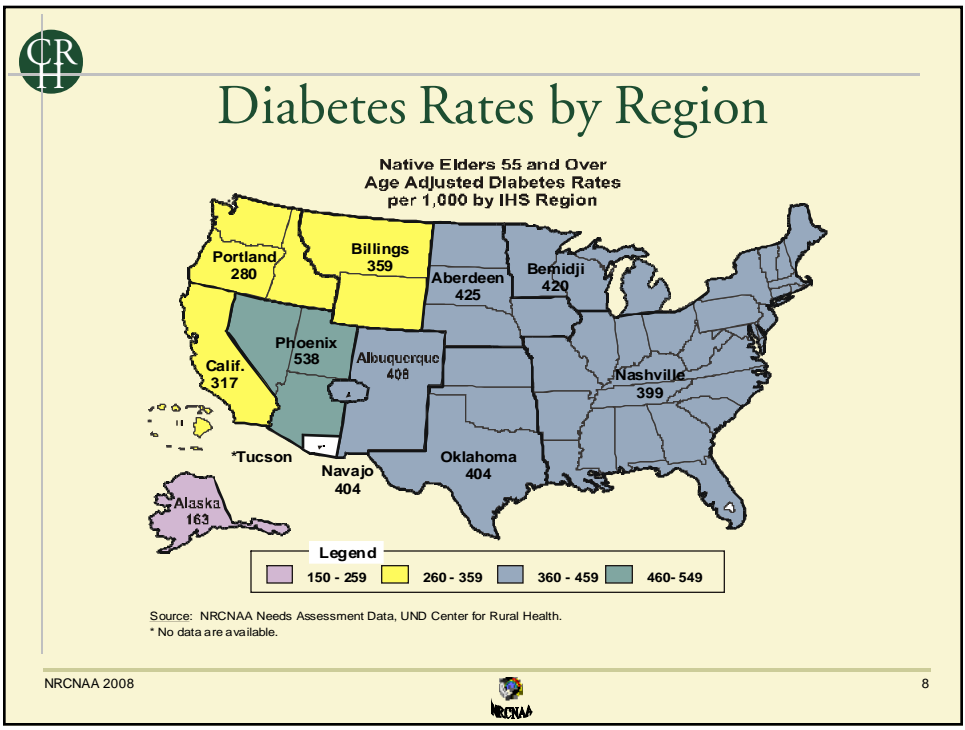 CR
H
Diabetes Rates by Region
Native Elders 55 and Over
Age Adjusted Diabetes Rates
per 1,000 by IHS Region
Portland
280
Billings
359
Aberdeen
425
Bemidji
420
Phoenix
538
Albuquerque
408
Calif.
317
Nashville
399
*Tucson
Navajo
404
Oklahoma
404
Alaska
163
Legend
150 - 259
260 - 359
360 - 459
460- 549
Source: NRCNAA Needs Assessment Data, UND Center for Rural Health.
* No data are available.
NRCNAA 2008
NRCNAA
8